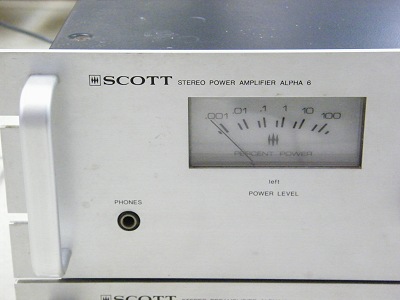 SCOTT STEREO POWER AMPLIFIER ALPHA 6
.001 .01 .1 1 10 100
PERCENT POWER
left
POWER LEVEL
PHONES
SCOTT